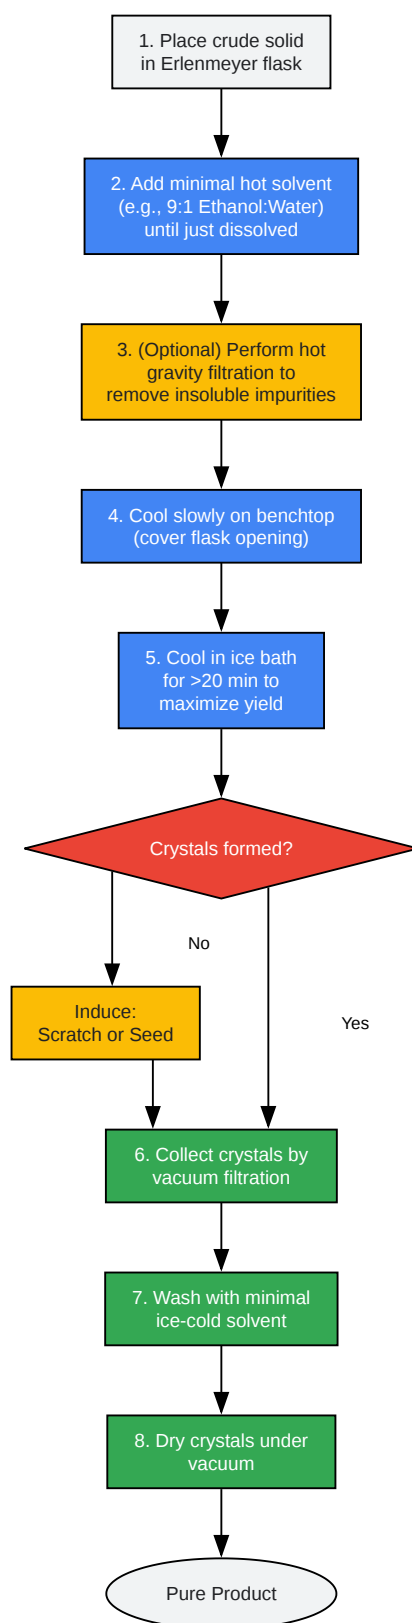 1. Place crude solid
in Erlenmeyer flask
2. Add minimal hot solvent
(e.g., 9:1 Ethanol:Water)
until just dissolved
3. (Optional) Perform hot
gravity filtration to
remove insoluble impurities
4. Cool slowly on benchtop
(cover flask opening)
5. Cool in ice bath
for >20 min to
maximize yield
Crystals formed?
No
Induce:
Scratch or Seed
Yes
6. Collect crystals by
vacuum filtration
7. Wash with minimal
ice-cold solvent
8. Dry crystals under
vacuum
Pure Product